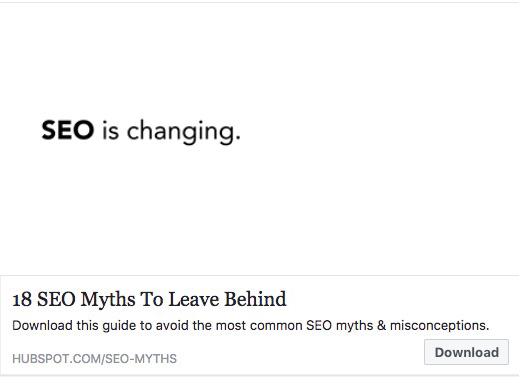 SEO is changing.
18 SEO Myths To Leave Behind
Download this guide to avoid the most common SEO myths & misconceptions.
HUBSPOT.COM/SEO-MYTHS
Download